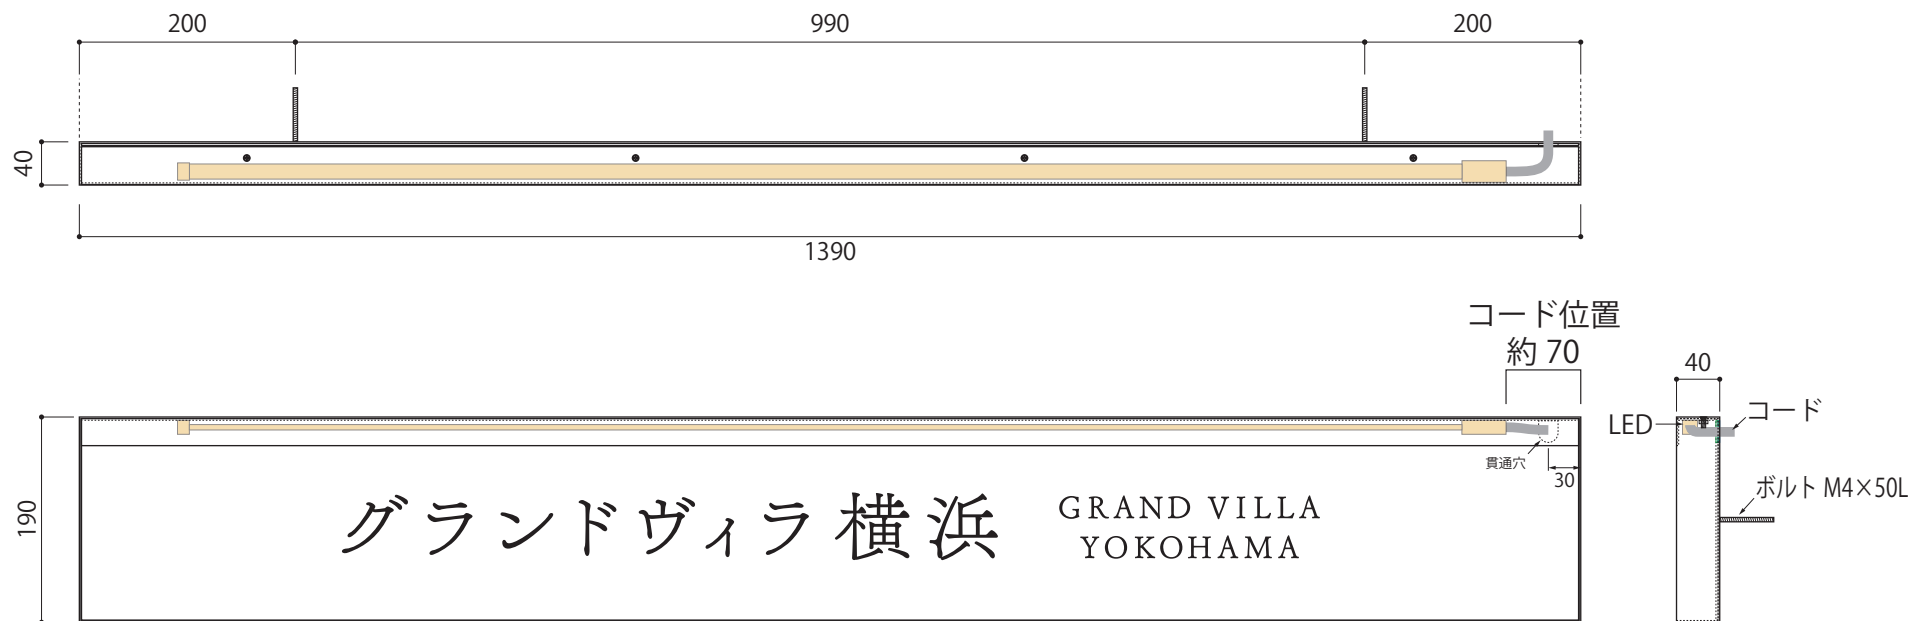 200
990
200
40
1390
コード位置
約 70
40
LED
コード
貫通穴
30
ボルト M4×50L
190
グランドヴィラ横浜
GRAND VILLA
YOKOHAMA